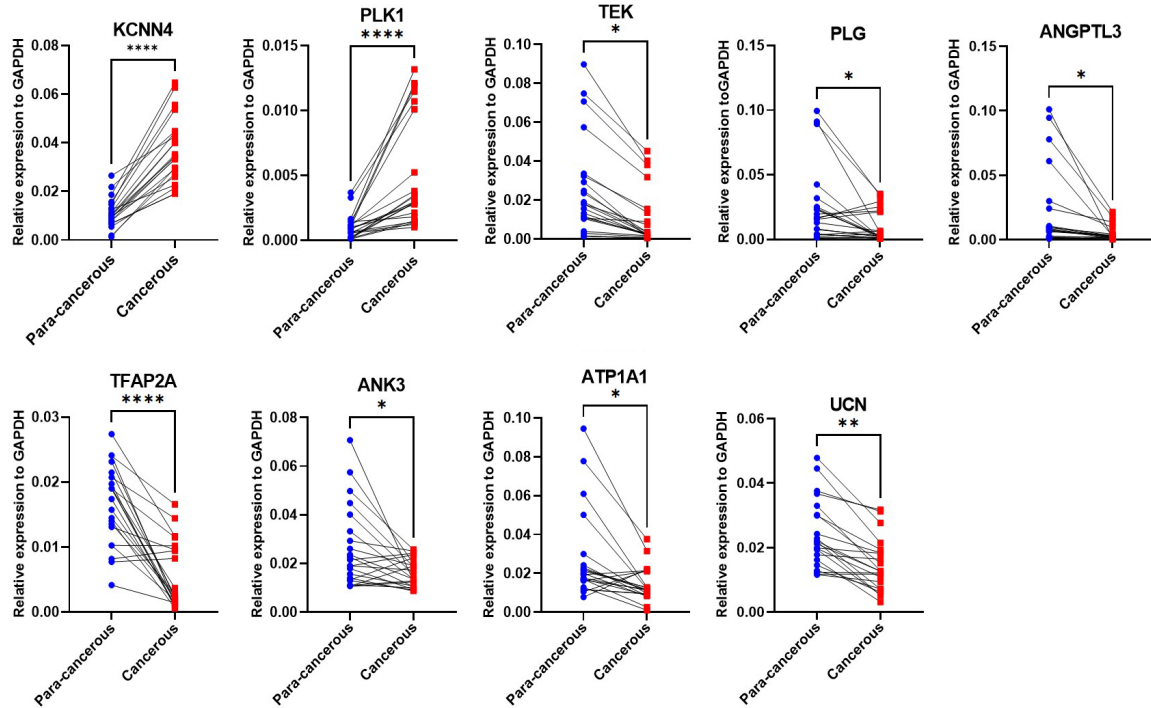 KCNN4
****
Relative expression to GAPDH
0.08
0.06
0.04
0.02
0.00
Para-cancerous
Cancerous
PLK1
****
Relative expression to GAPDH
0.015
0.010
0.005
0.000
Para-cancerous
Cancerous
TEK
*
Relative expression to GAPDH
0.10
0.08
0.06
0.04
0.02
0.00
Para-cancerous
Cancerous
PLG
*
Relative expression toGAPDH
0.15
0.10
0.05
0.00
Para-cancerous
Cancerous
ANGPTL3
*
Relative expression to GAPDH
0.15
0.10
0.05
0.00
Para-cancerous
Cancerous
TFAP2A
****
Relative expression to GAPDH
0.03
0.02
0.01
0.00
Para-cancerous
Cancerous
ANK3
*
Relative expression to GAPDH
0.08
0.06
0.04
0.02
0.00
Para-cancerous
Cancerous
ATP1A1
*
Relative expression to GAPDH
0.10
0.08
0.06
0.04
0.02
0.00
Para-cancerous
Cancerous
UCN
**
Relative expression to GAPDH
0.06
0.04
0.02
0.00
Para-cancerous
Cancerous